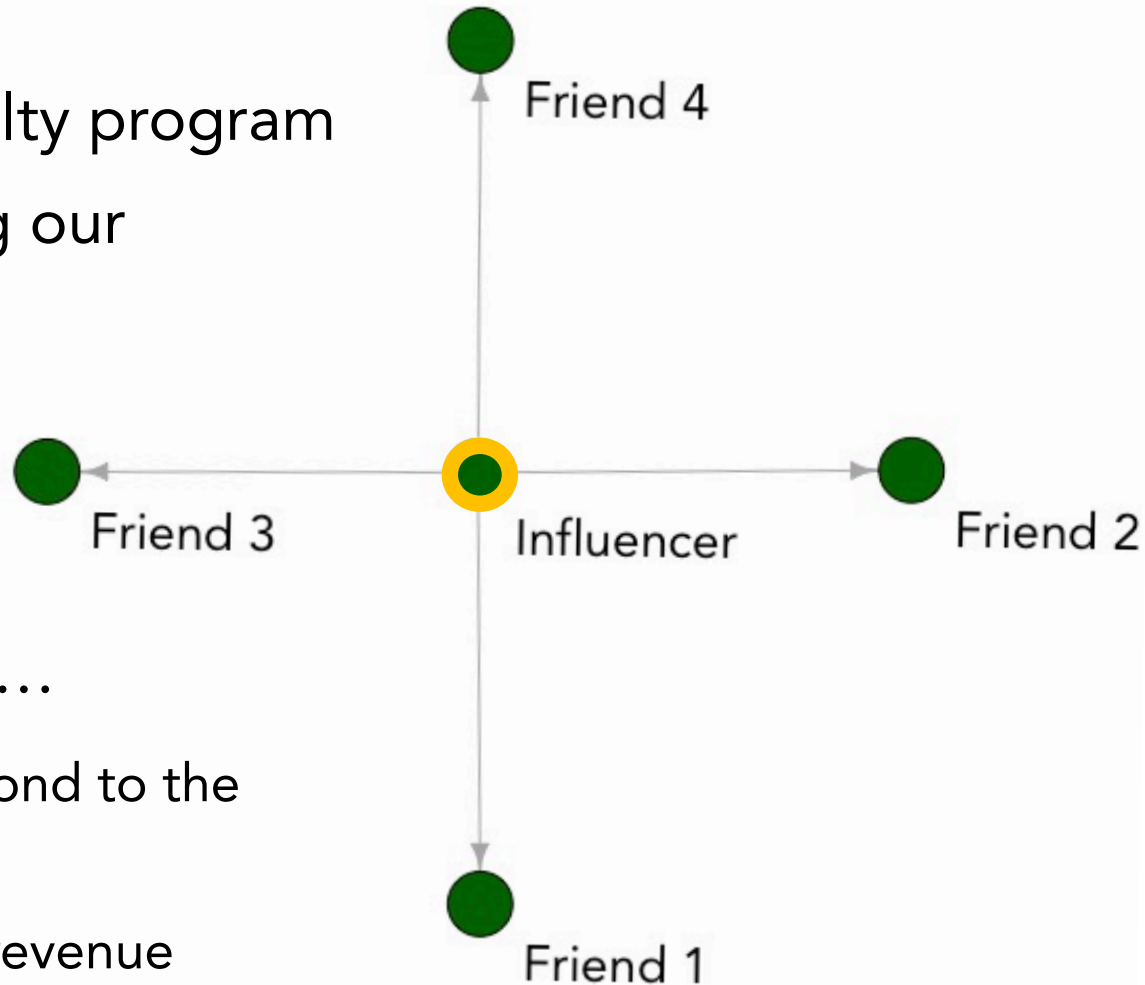 Friend 4
lty program
g our
Friend 3
Influencer
Friend 2
...
ond to the
evenue
Friend 1